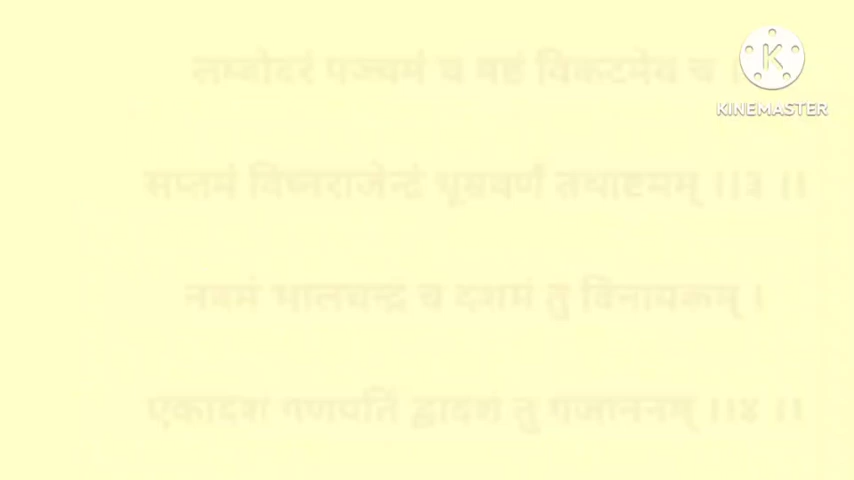 लम्बोदरं पञ्चमं च षष्ठं विकटमेव च ।
सप्तमं विघ्नराजेन्द्रं धूम्रवर्णं तथाष्टमम् ।।३ ।।
नवमं भालचन्द्रं च दशमं तु विनायकम् ।
एकादशं गणपतिं द्वादशं तु गजाननम् ।।४ ।।
KINEMASTER